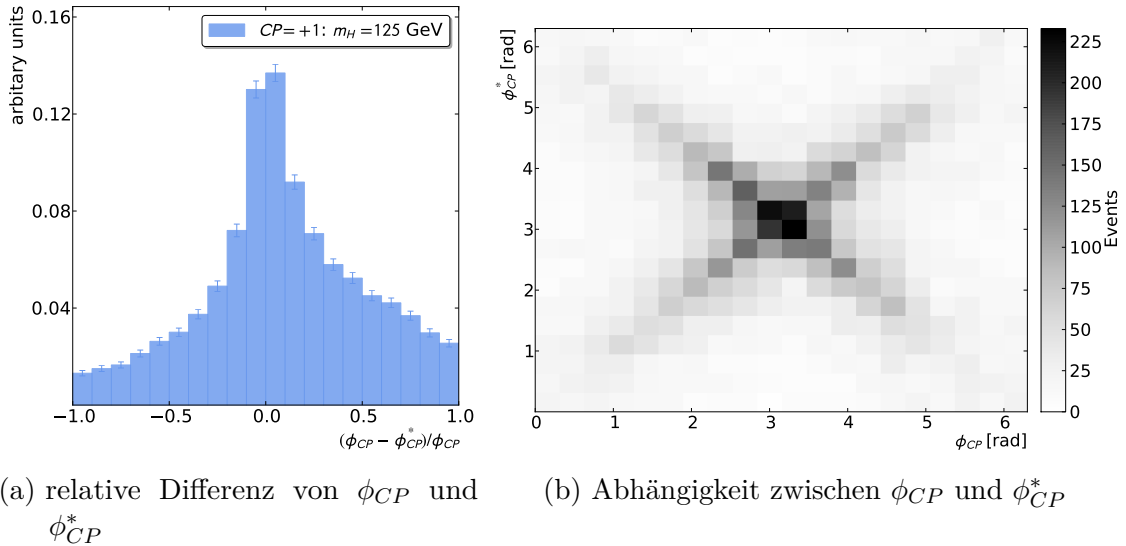 arbitary units
0.16
0.12
0.08
0.04
CP=+1: m_H=125 GeV
−1.0 −0.5 0.0 0.5 1.0
(ϕ_CP − ϕ*_CP)/ϕ_CP
ϕ*_CP [rad]
6
5
4
3
2
1
0 1 2 3 4 5 6
ϕ_CP [rad]
225
200
175
150
125
100
75
50
25
0
Events
(a) relative Differenz von ϕ_CP und
ϕ*_CP
(b) Abhängigkeit zwischen ϕ_CP und ϕ*_CP